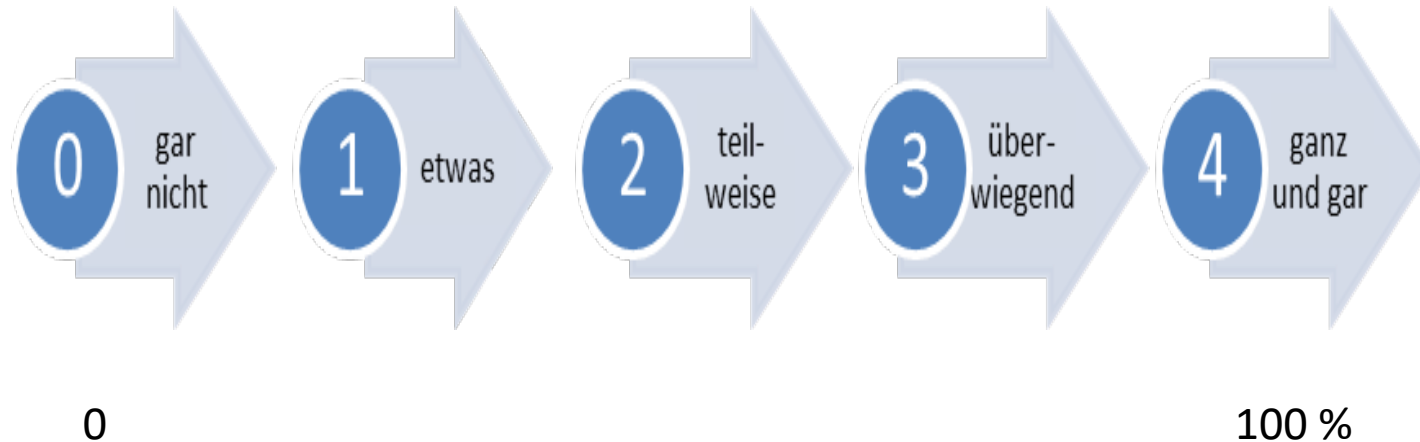 0
gar
nicht
1
etwas
2
teil-
weise
3
über-
wiegend
4
ganz
und gar
0
100 %